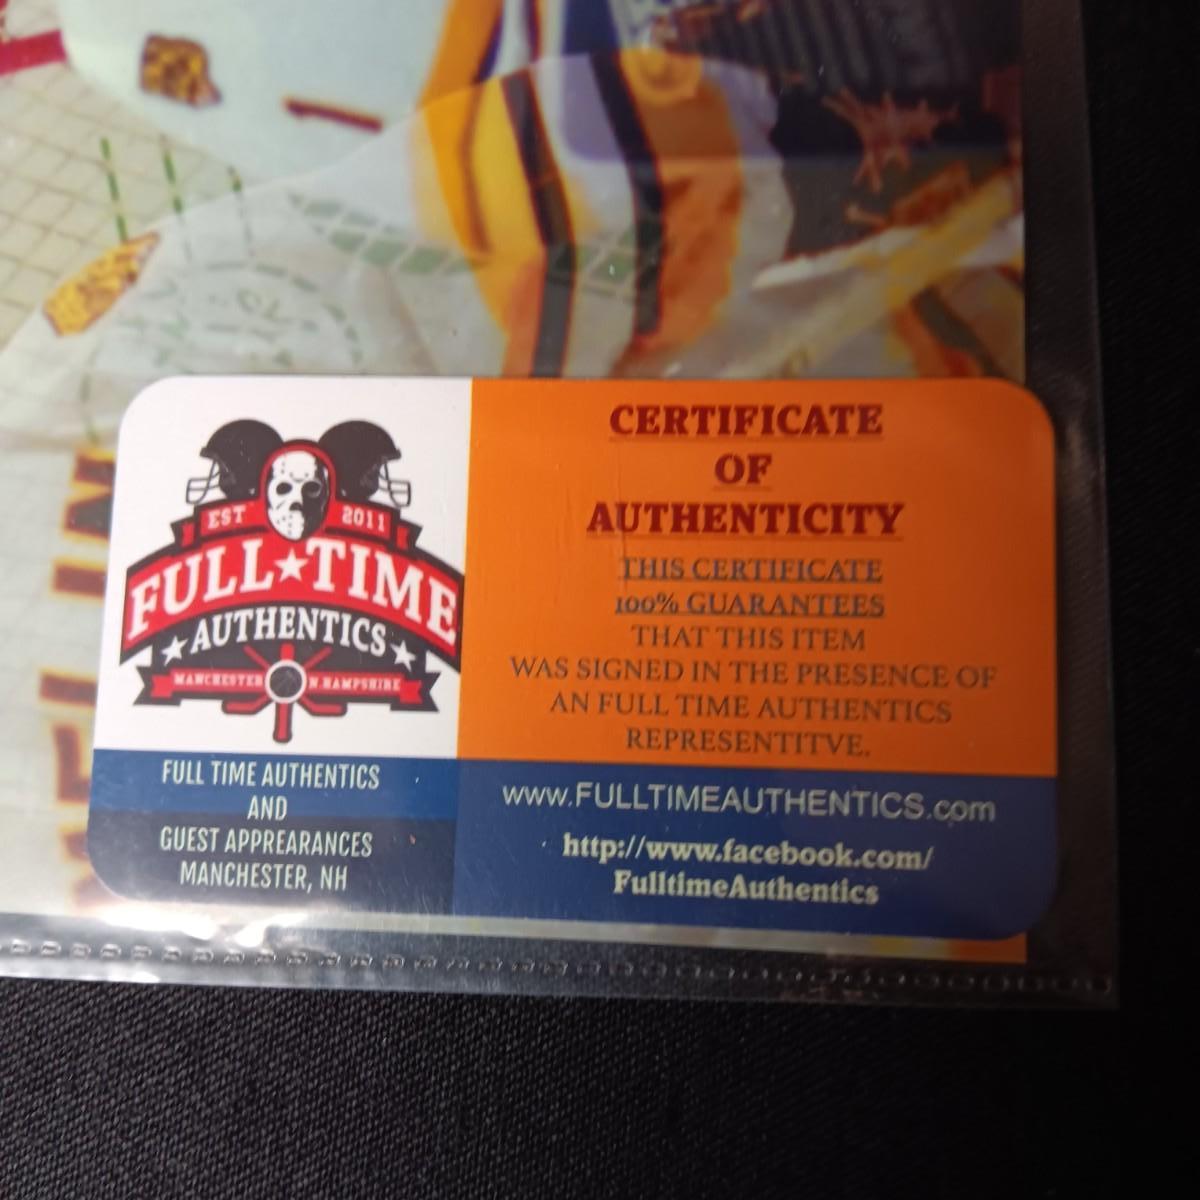 EST 2011
FULL★TIME
★AUTHENTICS★
MANCHESTER N.HAMPSHIRE
FULL TIME AUTHENTICS
AND
GUEST APPREARANCES
MANCHESTER, NH
CERTIFICATE
OF
AUTHENTICITY
THIS CERTIFICATE
100% GUARANTEES
THAT THIS ITEM
WAS SIGNED IN THE PRESENCE OF
AN FULL TIME AUTHENTICS
REPRESENTITVE.
www.FULLTIMEAUTHENTICS.com
http://www.facebook.com/
FulltimeAuthentics